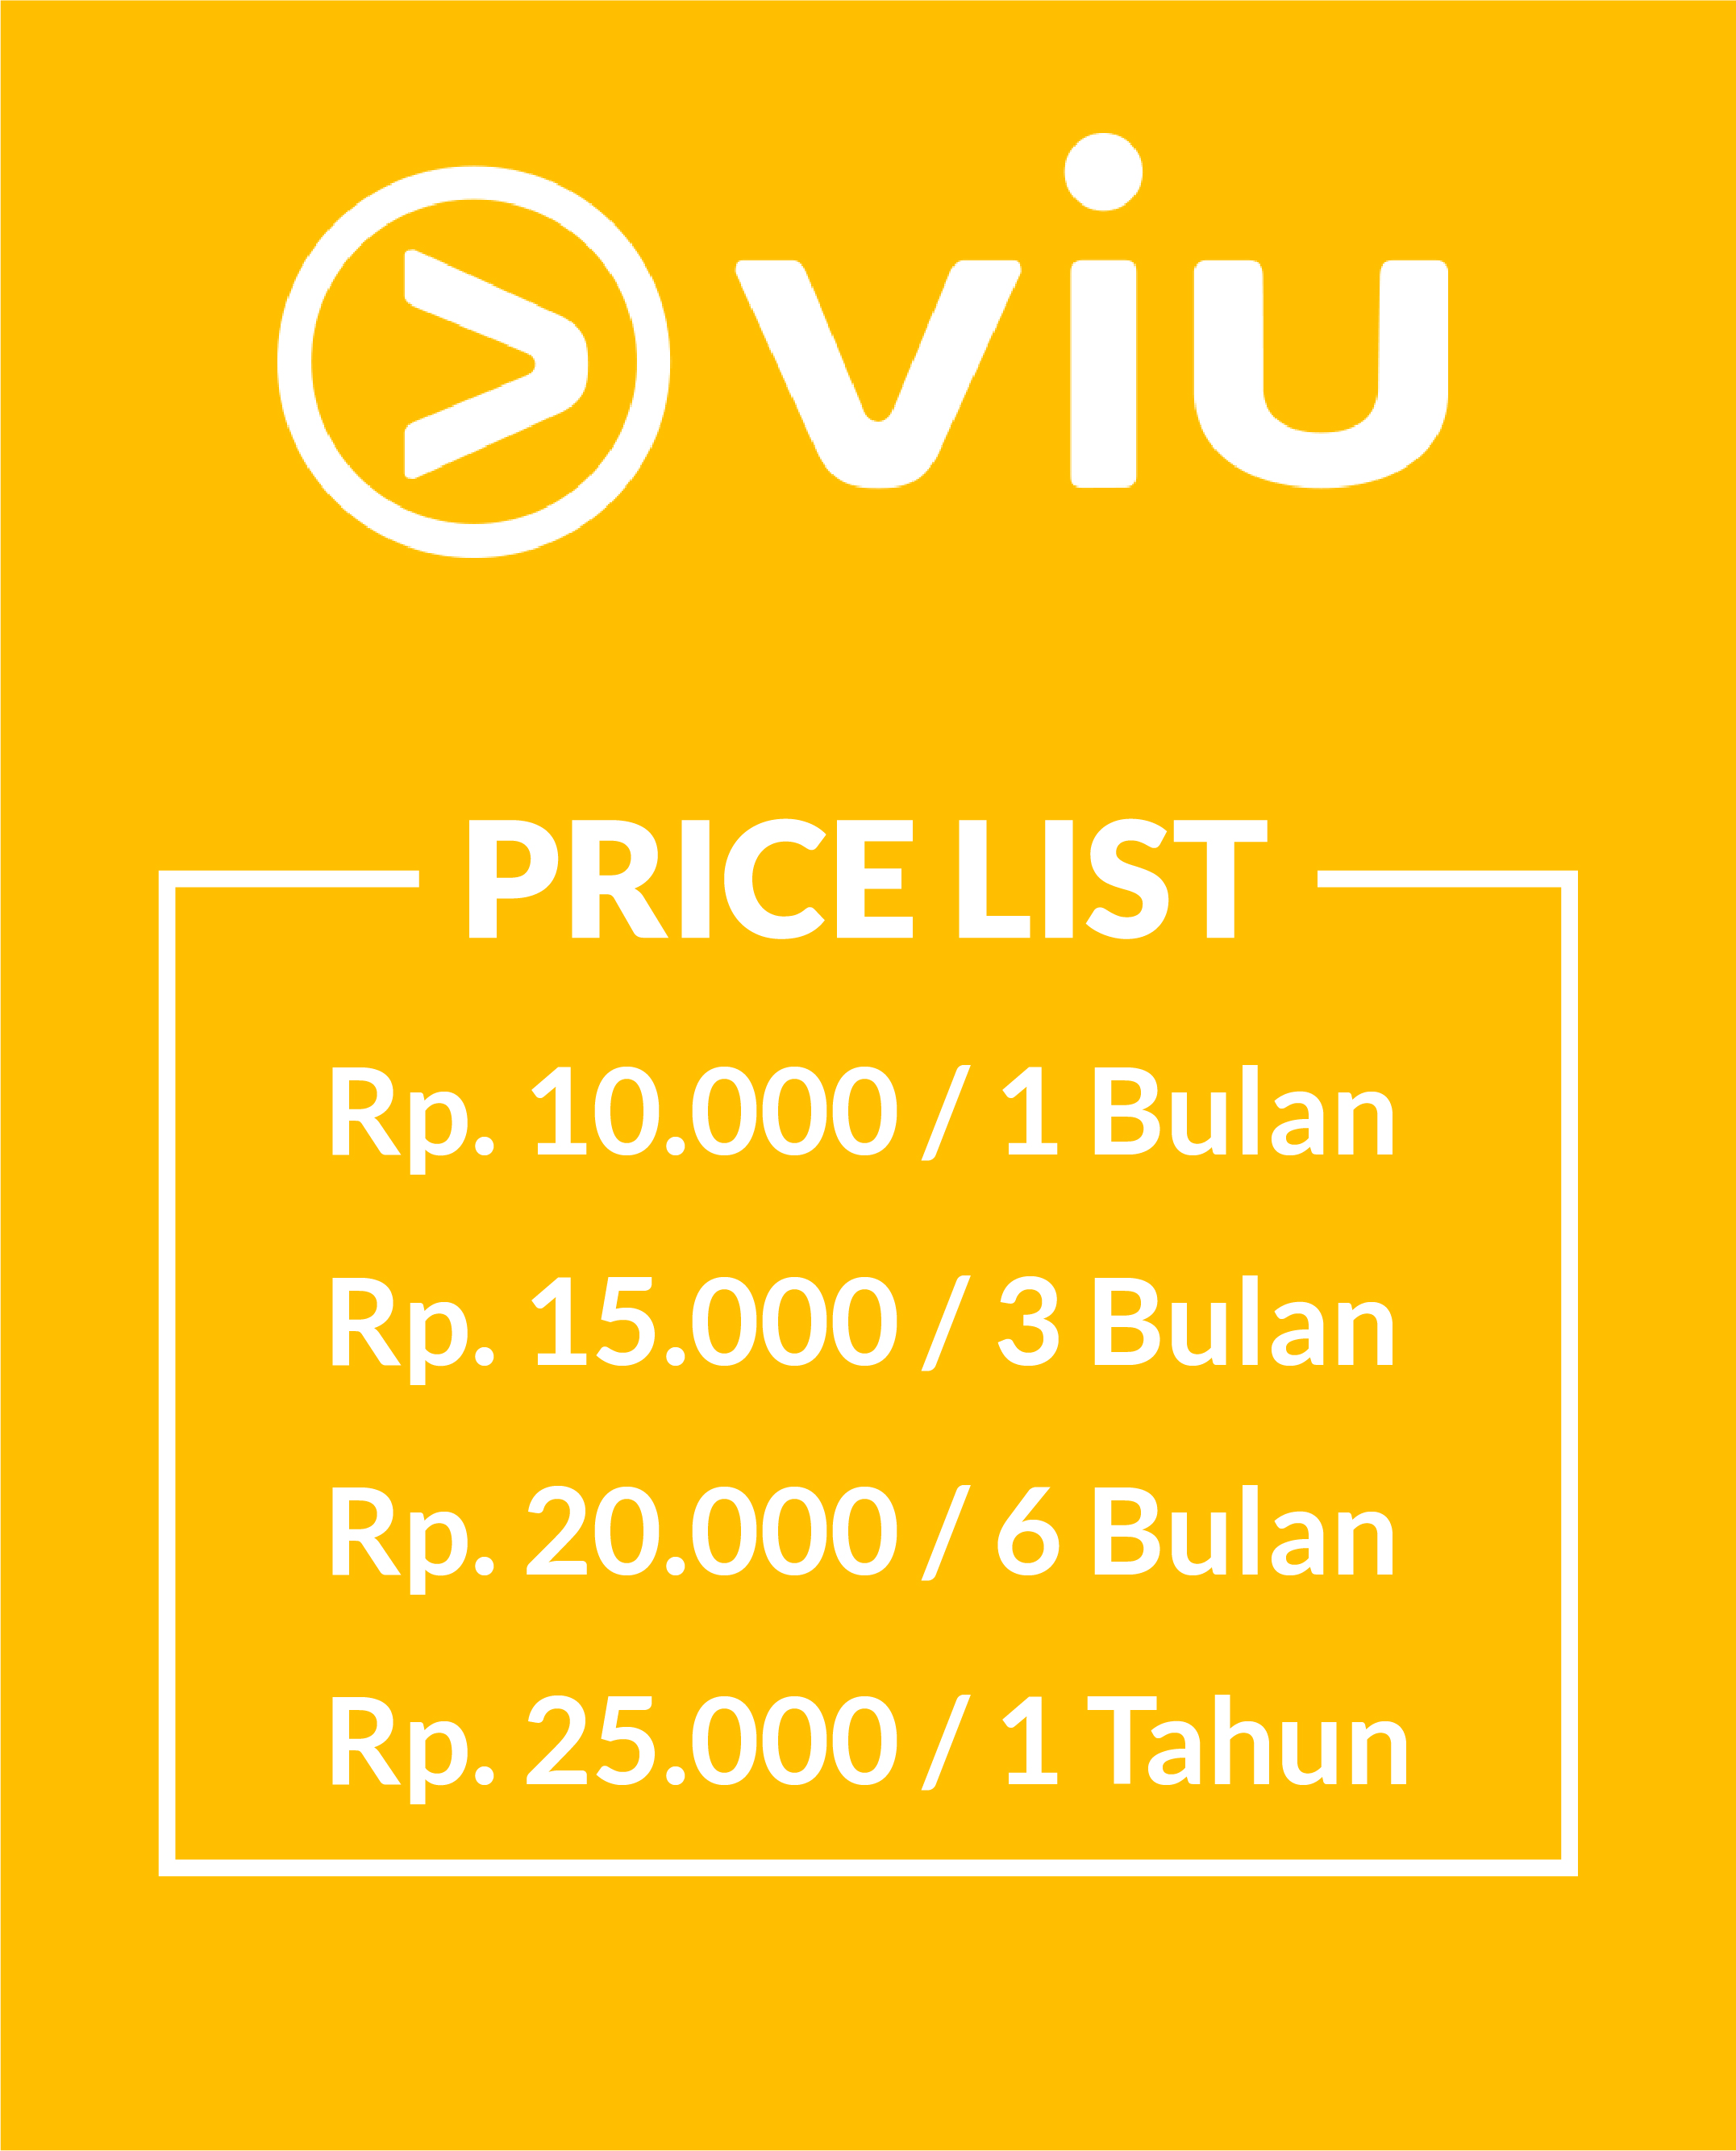 viu
PRICE LIST
Rp. 10.000/ 1 Bulan
Rp. 15.000/ 3 Bulan
Rp. 20.000/ 6 Bulan
Rp. 25.000/ 1 Tahun